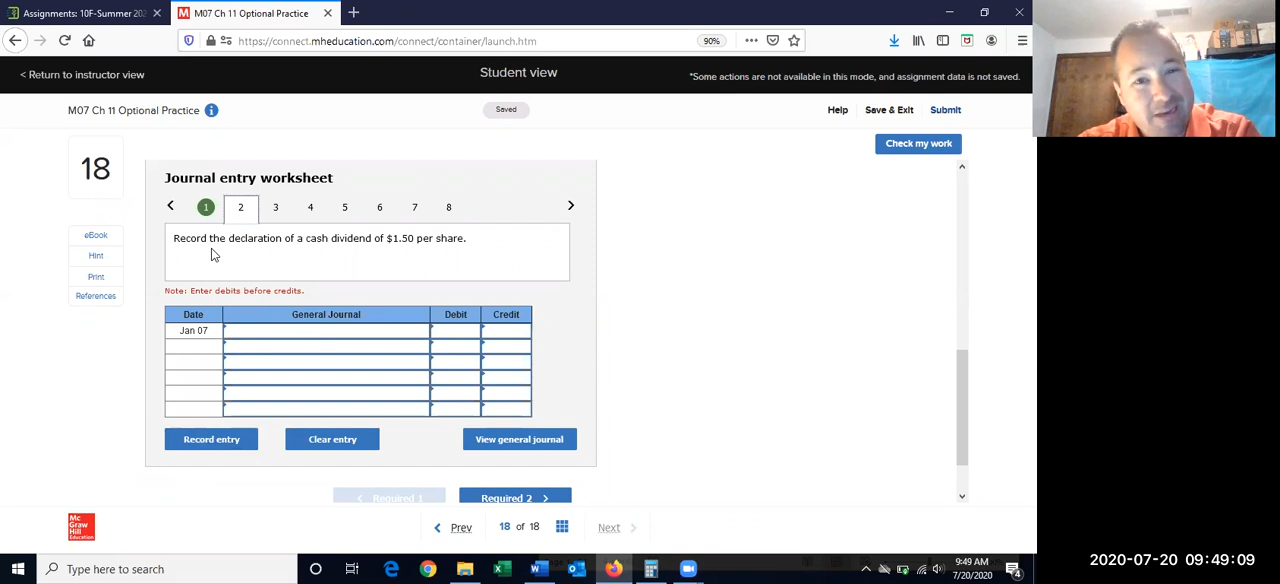 Assignments: 10F-Summer 202
M07 Ch 11 Optional Practice
https://connect.mheducation.com/connect/container/launch.htm
90%
< Return to instructor view
Student view
*Some actions are not available in this mode, and assignment data is not saved.
M07 Ch 11 Optional Practice
Saved
Help
Save & Exit
Submit
Check my work
18
eBook
Hint
Print
References
Journal entry worksheet
1 2 3 4 5 6 7 8
Record the declaration of a cash dividend of $1.50 per share.
Note: Enter debits before credits.
Date General Journal Debit Credit
Jan 07
Record entry
Clear entry
View general journal
Required 1
Required 2
Mc
Graw
Hill
Education
Prev
18 of 18
Next
Type here to search
9:49 AM
7/20/2020
4
2020-07-20 09:49:09